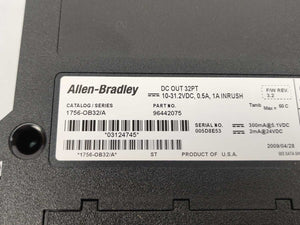 Allen-Bradley
DC OUT 32PT
10-31.2VDC, 0.5A, 1A INRUSH
Tamb Max = 60 C
F/W REV. 3.2
CATALOG / SERIES
1756-OB32/A
PART NO.
96442075
*03124745*
SERIAL NO.
005D8E53
300mA@5.1VDC
2mA@24VDC
*1756-OB32/A*
ST
2009/04/28